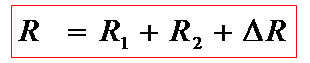 R = R₁ + R₂ + ΔR